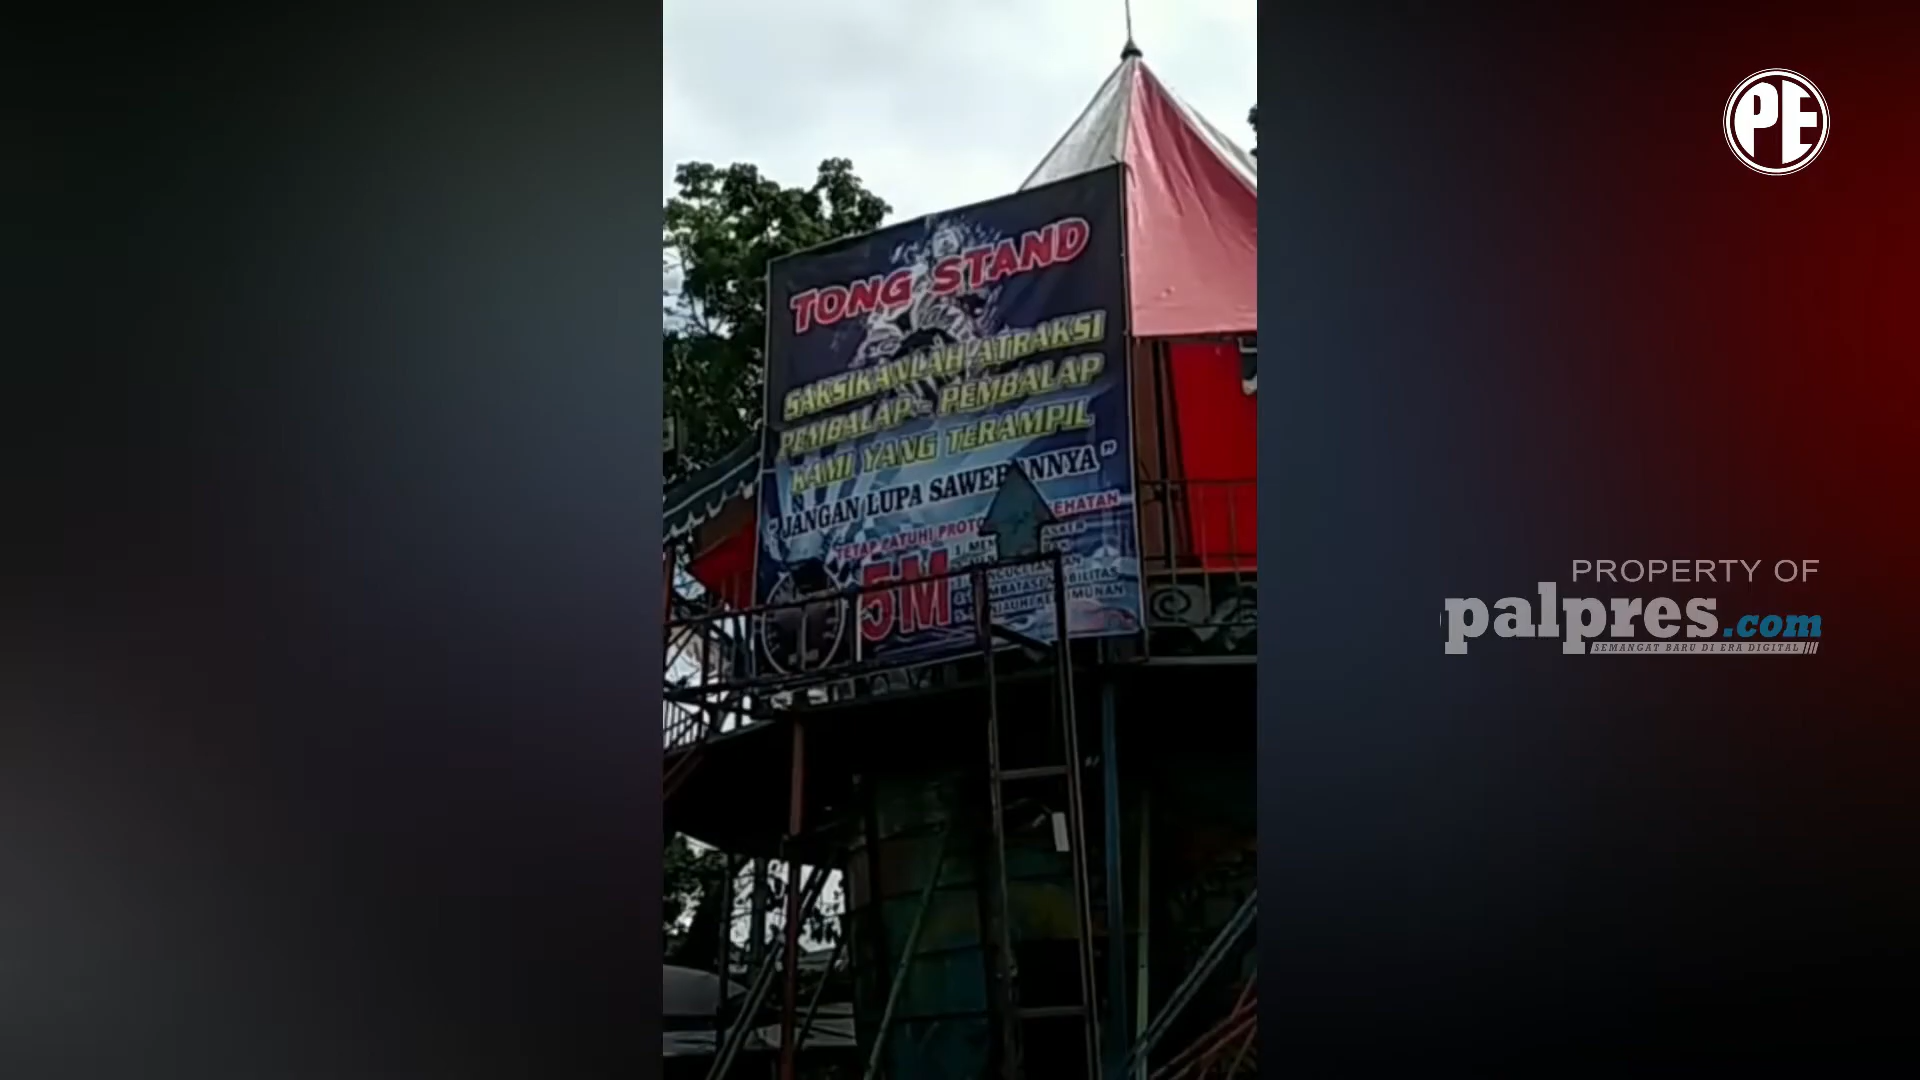 TONG STAND
SAKSIKANLAH ATRAKSI
PEMBALAP - PEMBALAP
KAMI YANG TERAMPIL
"JANGAN LUPA SAWERANNYA"
TETAP PATUHI
5M
PE
PROPERTY OF
palpres.com
SEMANGAT BARU DI ERA DIGITAL